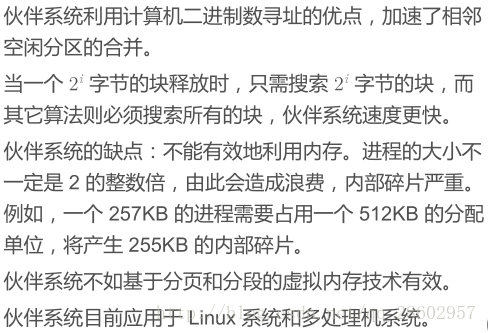 伙伴系统利用计算机二进制数寻址的优点，加速了相邻
空闲分区的合并。
当一个 2^i 字节的块释放时，只需搜索 2^i 字节的块，而
其它算法则必须搜索所有的块，伙伴系统速度更快。
伙伴系统的缺点：不能有效地利用内存。进程的大小不
一定是 2 的整数倍，由此会造成浪费，内部碎片严重。
例如，一个 257KB 的进程需要占用一个 512KB 的分配
单位，将产生 255KB 的内部碎片。
伙伴系统不如基于分页和分段的虚拟内存技术有效。
伙伴系统目前应用于 Linux 系统和多处理机系统。